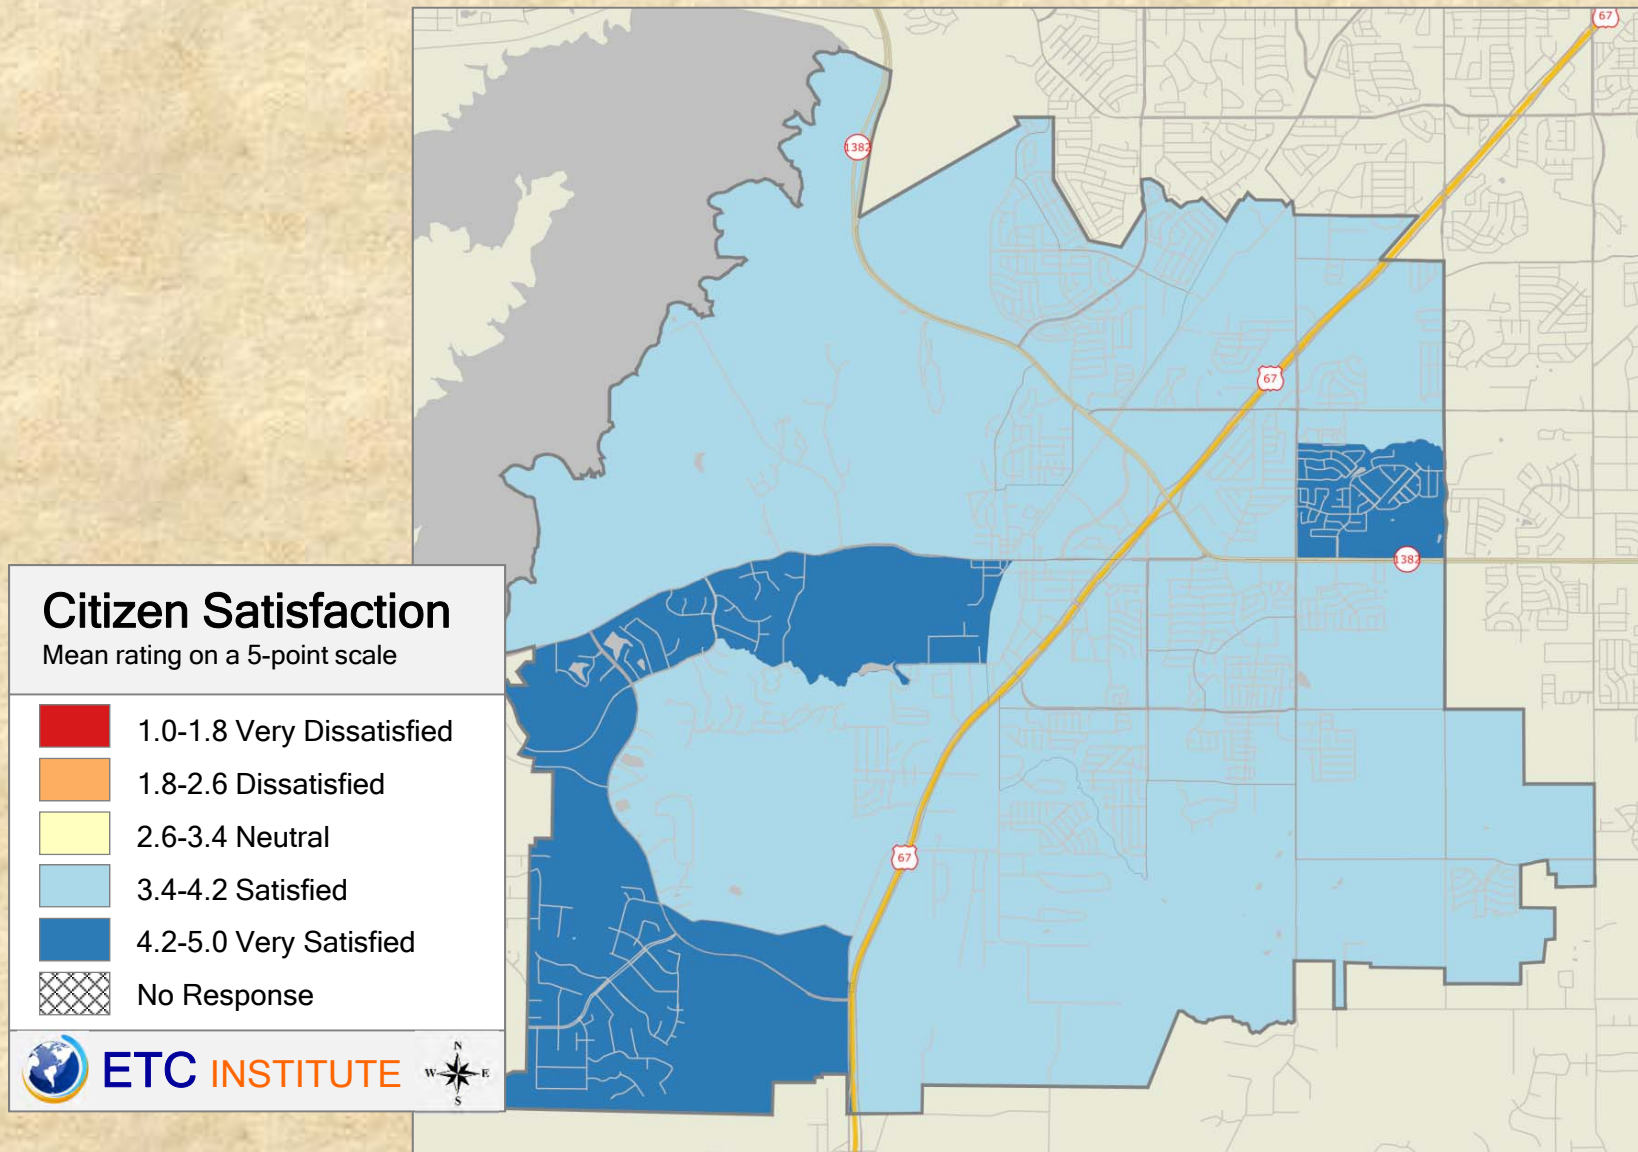 67
1382
67
1382
67
Citizen Satisfaction
Mean rating on a 5-point scale
1.0-1.8 Very Dissatisfied
1.8-2.6 Dissatisfied
2.6-3.4 Neutral
3.4-4.2 Satisfied
4.2-5.0 Very Satisfied
No Response
ETC INSTITUTE
N
W E
S